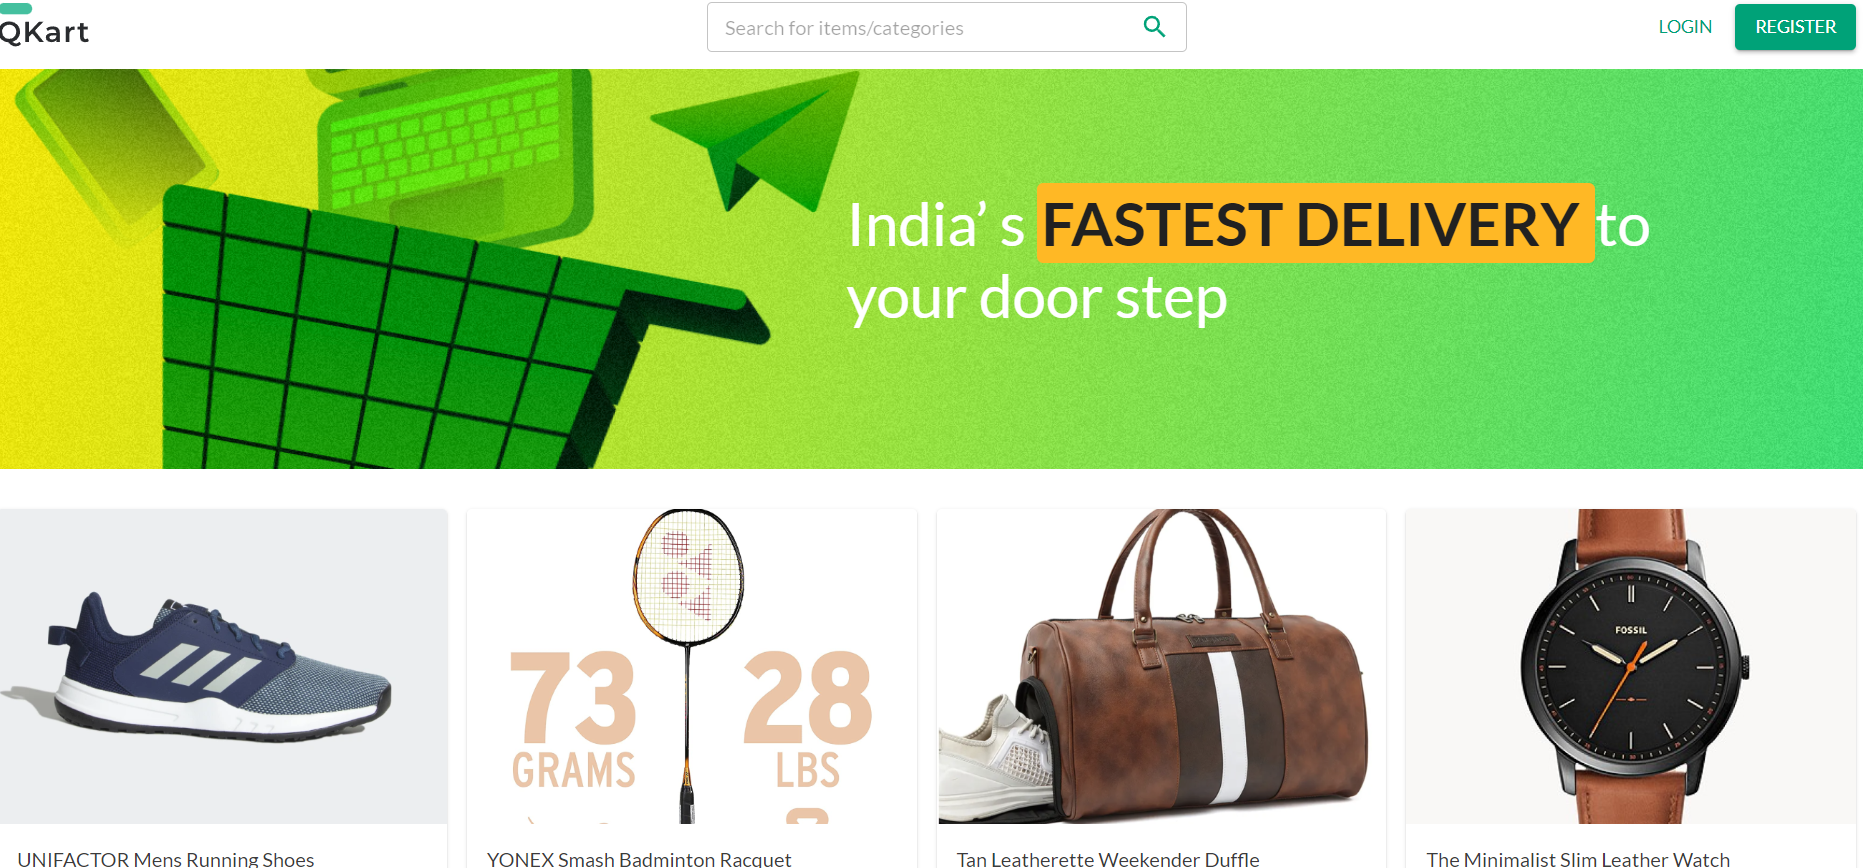 QKart
Search for items/categories
LOGIN
REGISTER
India’ s FASTEST DELIVERY to
your door step
73
GRAMS
28
LBS
FOSSIL
UNIFACTOR Mens Running Shoes
YONEX Smash Badminton Racquet
Tan Leatherette Weekender Duffle
The Minimalist Slim Leather Watch